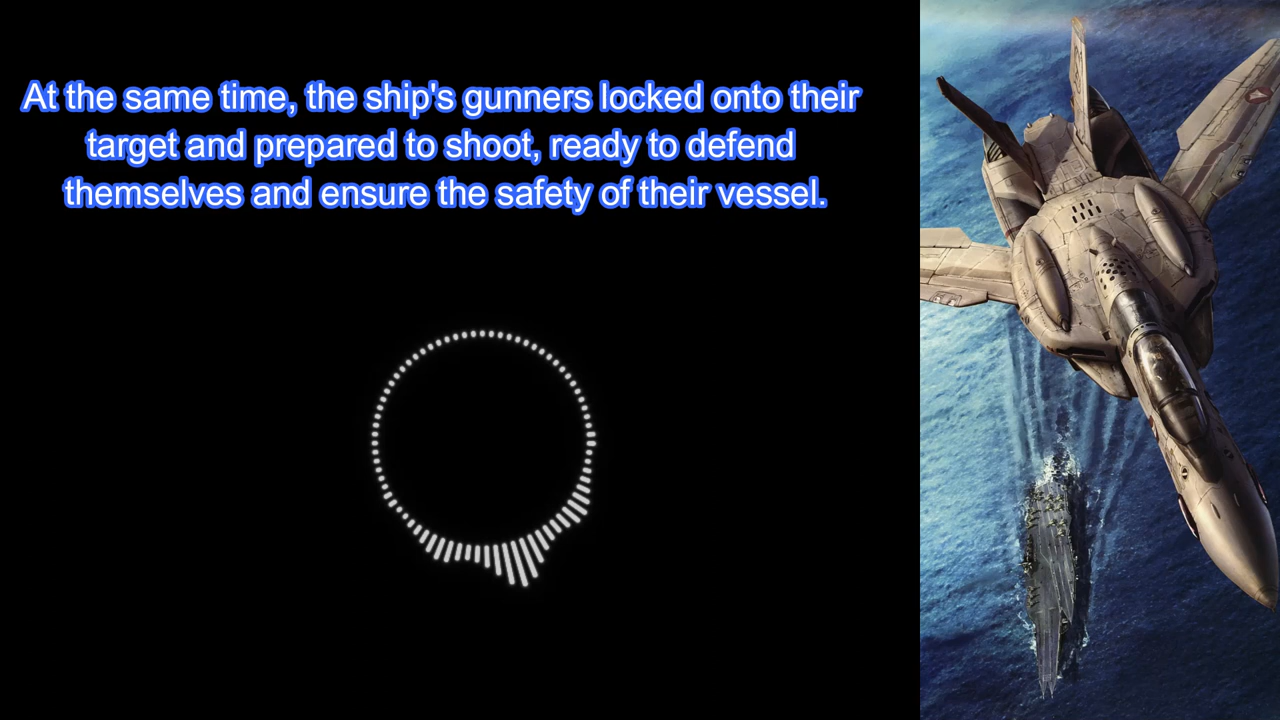 At the same time, the ship's gunners locked onto their
target and prepared to shoot, ready to defend
themselves and ensure the safety of their vessel.